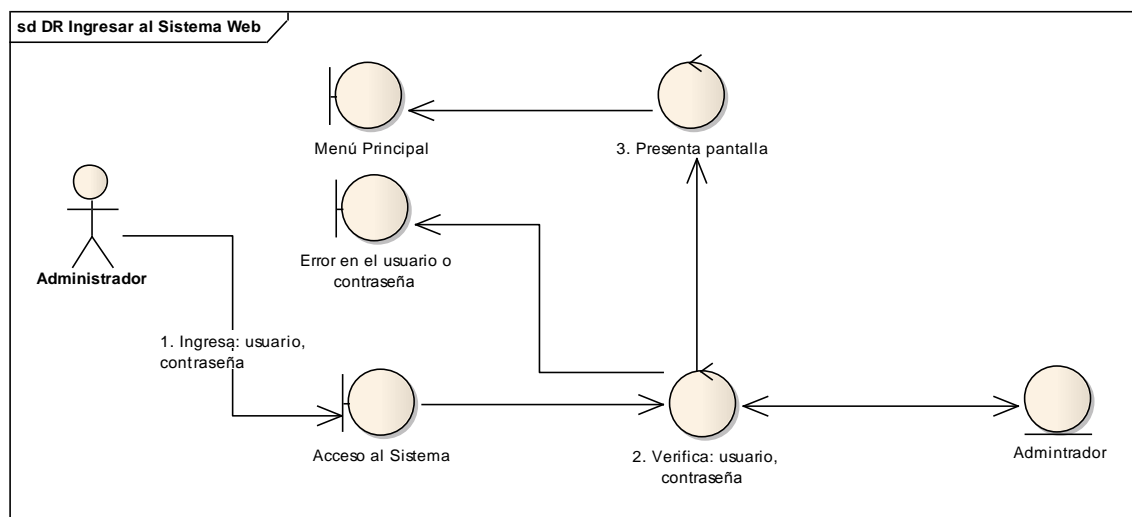 sd DR Ingresar al Sistema Web
Menú Principal
3. Presenta pantalla
Administrador
Error en el usuario o
contraseña
1. Ingresa: usuario,
contraseña
Acceso al Sistema
2. Verifica: usuario,
contraseña
Admintrador